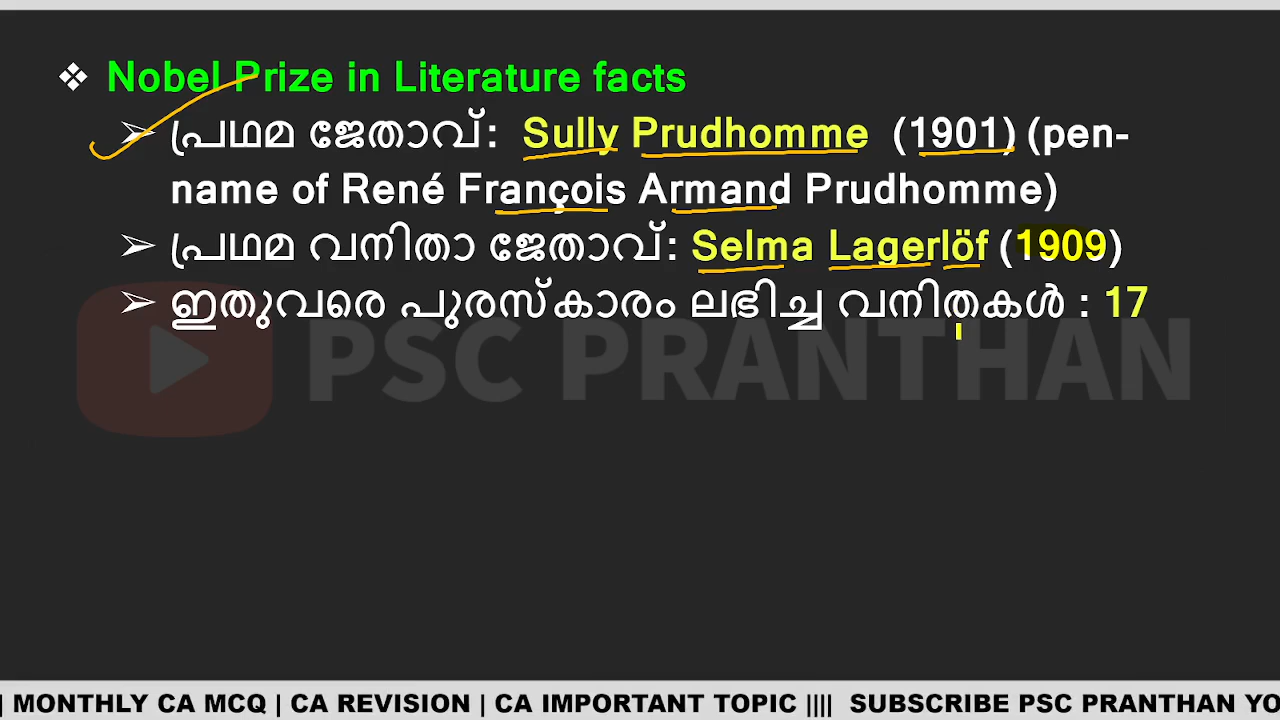 ❖ Nobel Prize in Literature facts
➢ പ്രഥമ ജേതാവ്: Sully Prudhomme (1901) (pen-
name of René François Armand Prudhomme)
➢ പ്രഥമ വനിതാ ജേതാവ്: Selma Lagerlöf (1909)
➢ ഇതുവരെ പുരസ്കാരം ലഭിച്ച വനിതകൾ : 17
PSC PRANTHAN
| MONTHLY CA MCQ | CA REVISION | CA IMPORTANT TOPIC |||| SUBSCRIBE PSC PRANTHAN YO